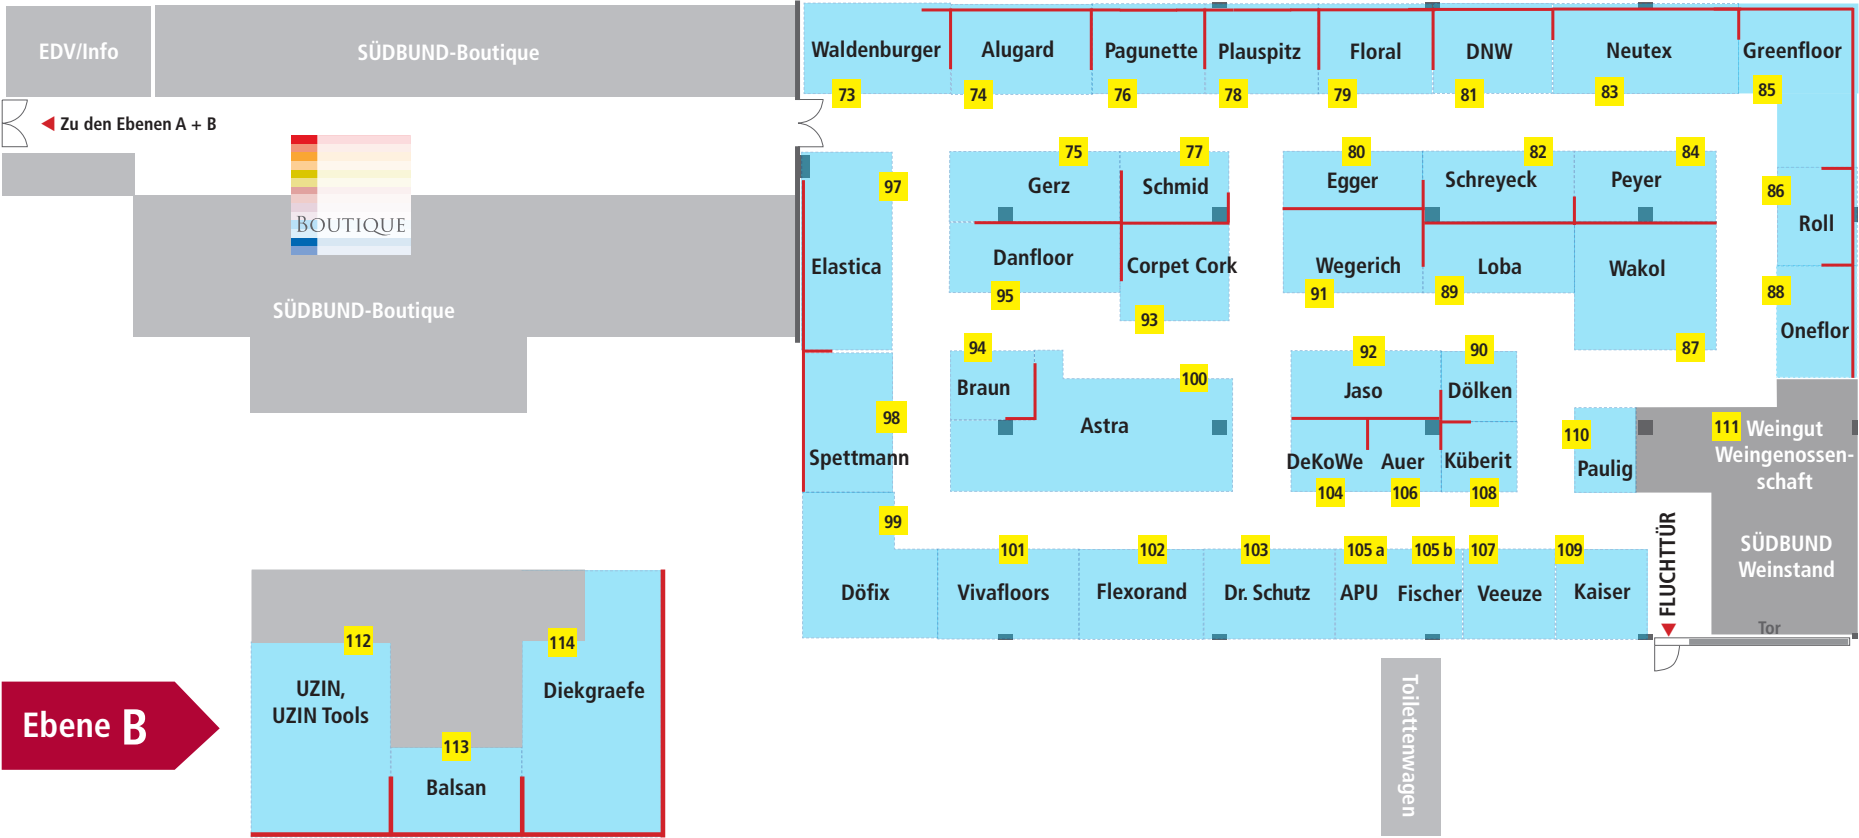 EDV/Info
SÜDBUND-Boutique
Zu den Ebenen A + B
BOUTIQUE
SÜDBUND-Boutique
Waldenburger
73
Alugard
74
Pagunette
76
Plauspitz
78
Floral
79
DNW
81
Neutex
83
Greenfloor
85
75
Gerz
77
Schmid
80
Egger
82
Schreyeck
84
Peyer
86
Roll
97
Elastica
Danfloor
95
Corpet Cork
93
Wegerich
91
Loba
89
Wakol
87
88
Oneflor
94
Braun
100
Astra
92
Jaso
90
Dölken
98
Spettmann
DeKoWe
104
Auer
106
Küberit
108
110
Paulig
111
Weingut
Weingenossen-
schaft
SÜDBUND
Weinstand
Tor
FLUCHTTÜR
99
Döfix
101
Vivafloors
102
Flexorand
103
Dr. Schutz
105 a
APU
105 b
Fischer
107
Veeuze
109
Kaiser
Toilettenwagen
Ebene B
112
UZIN,
UZIN Tools
113
Balsan
114
Diekgraefe